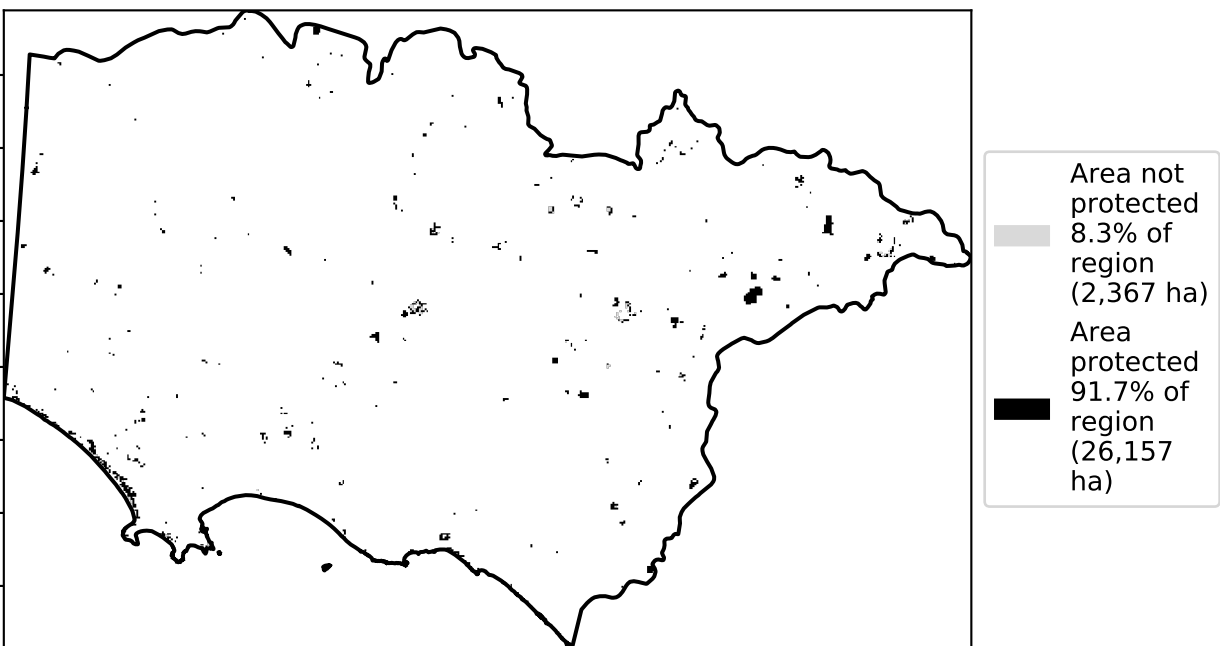 Area not
protected
8.3% of
region
(2,367 ha)
Area
protected
91.7% of
region
(26,157
ha)